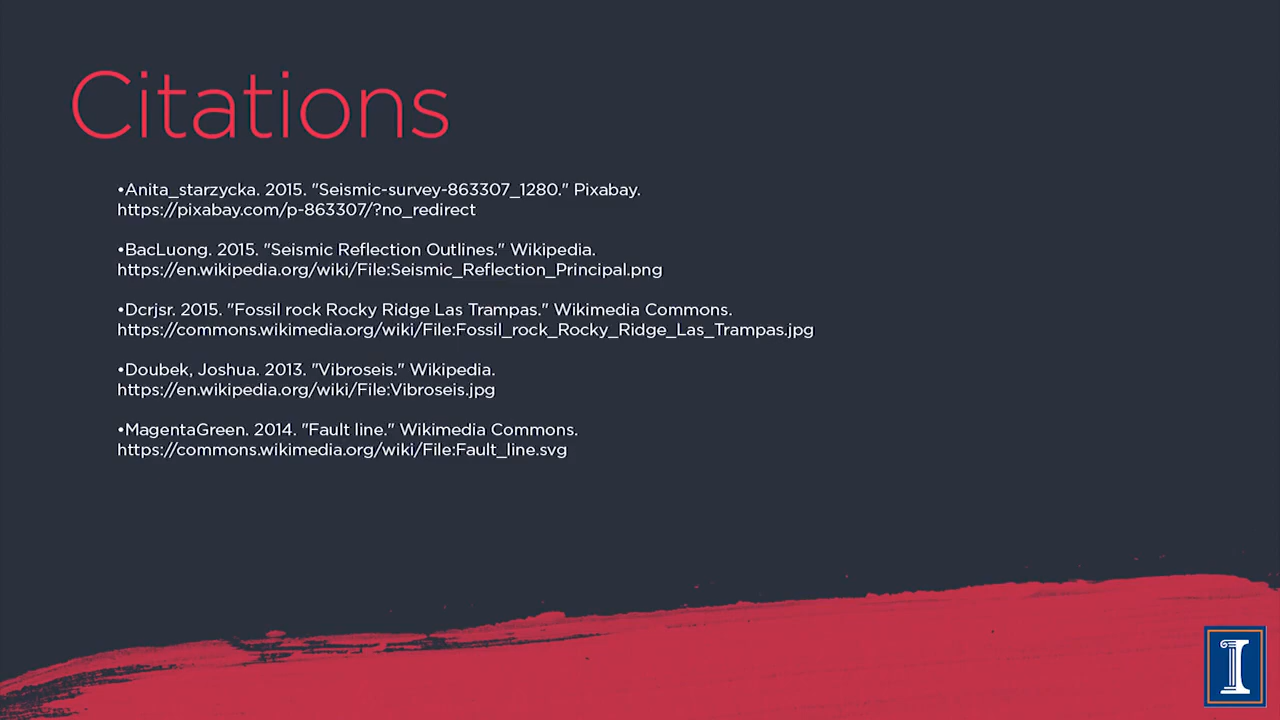 Citations
•Anita_starzycka. 2015. "Seismic-survey-863307_1280." Pixabay.
https://pixabay.com/p-863307/?no_redirect
•BacLuong. 2015. "Seismic Reflection Outlines." Wikipedia.
https://en.wikipedia.org/wiki/File:Seismic_Reflection_Principal.png
•Dcrjsr. 2015. "Fossil rock Rocky Ridge Las Trampas." Wikimedia Commons.
https://commons.wikimedia.org/wiki/File:Fossil_rock_Rocky_Ridge_Las_Trampas.jpg
•Doubek, Joshua. 2013. "Vibroseis." Wikipedia.
https://en.wikipedia.org/wiki/File:Vibroseis.jpg
•MagentaGreen. 2014. "Fault line." Wikimedia Commons.
https://commons.wikimedia.org/wiki/File:Fault_line.svg